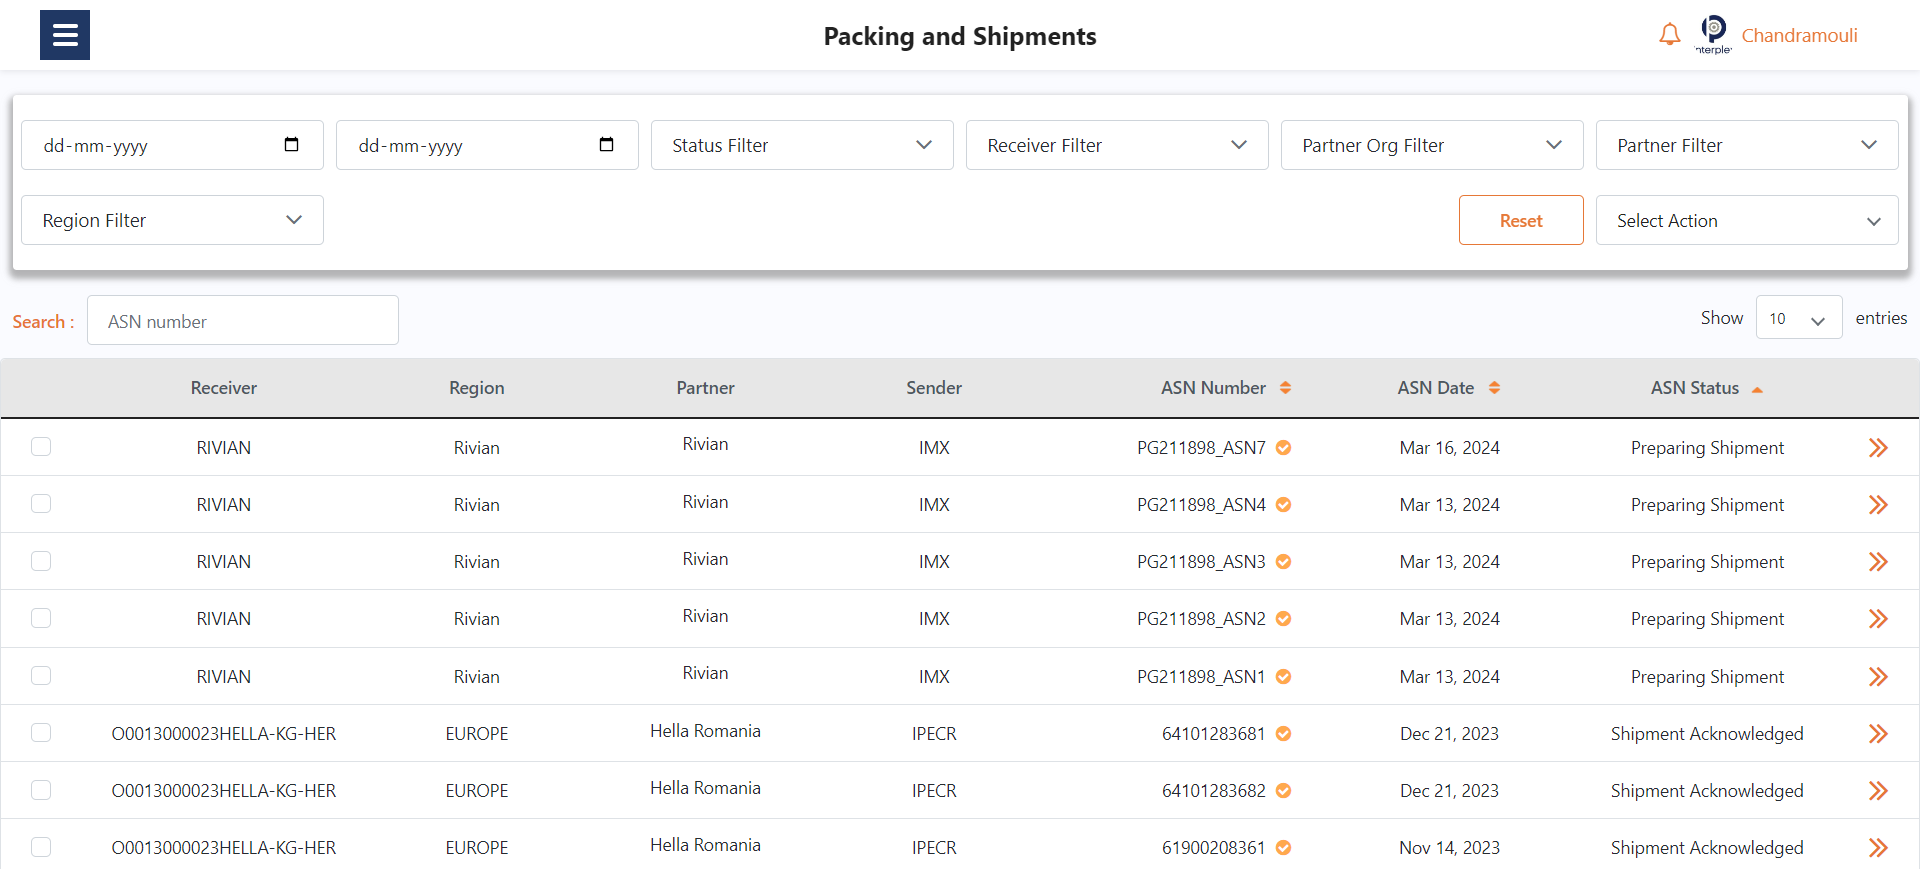 Packing and Shipments
nterple
Chandramouli
dd-mm-yyyy dd-mm-yyyy Status Filter Receiver Filter Partner Org Filter Partner Filter
Region Filter Reset Select Action
Search : ASN number Show 10 entries
Receiver Region Partner Sender ASN Number ASN Date ASN Status
RIVIAN Rivian Rivian IMX PG211898_ASN7 Mar 16, 2024 Preparing Shipment
RIVIAN Rivian Rivian IMX PG211898_ASN4 Mar 13, 2024 Preparing Shipment
RIVIAN Rivian Rivian IMX PG211898_ASN3 Mar 13, 2024 Preparing Shipment
RIVIAN Rivian Rivian IMX PG211898_ASN2 Mar 13, 2024 Preparing Shipment
RIVIAN Rivian Rivian IMX PG211898_ASN1 Mar 13, 2024 Preparing Shipment
O0013000023HELLA-KG-HER EUROPE Hella Romania IPECR 64101283681 Dec 21, 2023 Shipment Acknowledged
O0013000023HELLA-KG-HER EUROPE Hella Romania IPECR 64101283682 Dec 21, 2023 Shipment Acknowledged
O0013000023HELLA-KG-HER EUROPE Hella Romania IPECR 61900208361 Nov 14, 2023 Shipment Acknowledged